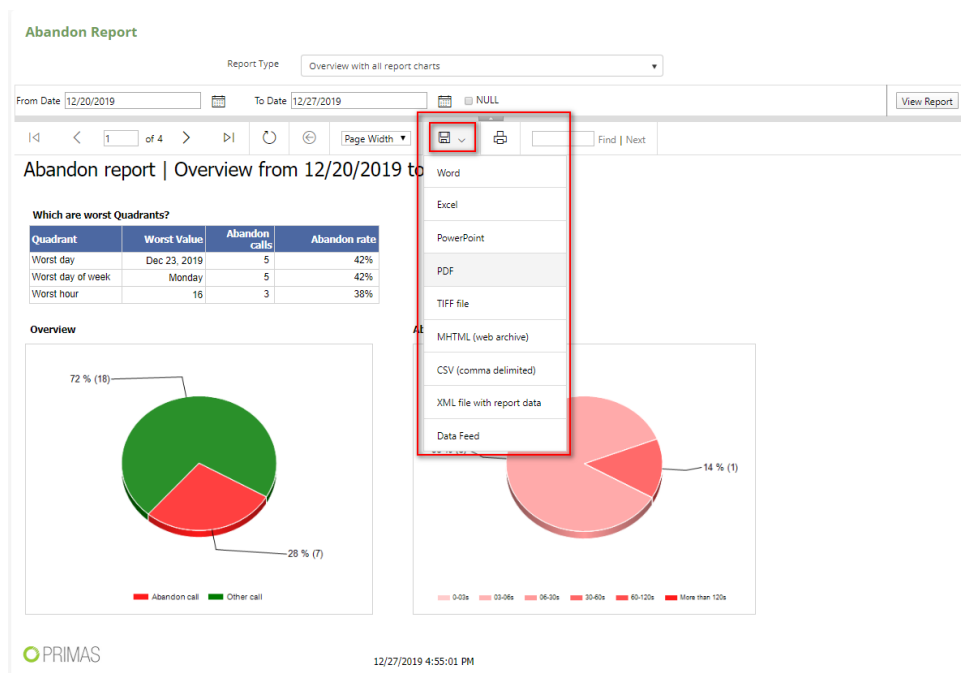 Abandon Report
Report Type Overview with all report charts
From Date 12/20/2019 To Date 12/27/2019 NULL View Report
1 of 4 Page Width Find | Next
Abandon report | Overview from 12/20/2019 to
Word
Excel
PowerPoint
PDF
TIFF file
MHTML (web archive)
CSV (comma delimited)
XML file with report data
Data Feed
Which are worst Quadrants?
Quadrant Worst Value Abandon calls Abandon rate
Worst day Dec 23, 2019 5 42%
Worst day of week Monday 5 42%
Worst hour 16 3 38%
Overview
72 % (18)
28 % (7)
Abandon call Other call
14 % (1)
0-03s 03-06s 06-30s 30-60s 60-120s More than 120s
PRIMAS
12/27/2019 4:55:01 PM